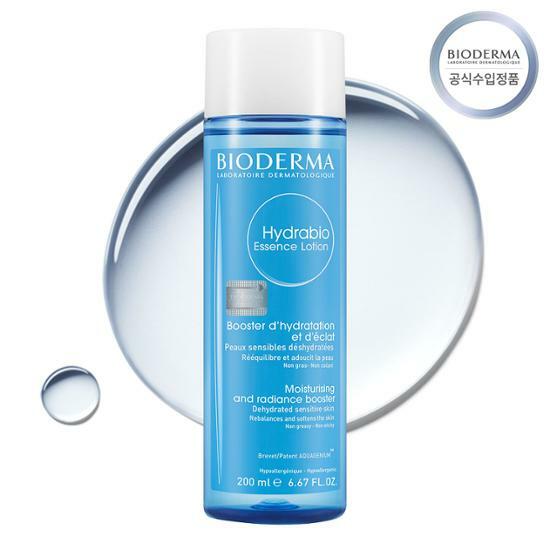 BIODERMA
LABORATOIRE DERMATOLOGIQUE
공식수입정품
BIODERMA
LABORATOIRE DERMATOLOGIQUE
Hydrabio
Essence Lotion
Booster d'hydratation
et d'éclat
Peaux sensibles déshydratées
Rééquilibre et adoucit la peau
Non gras- Non collant
Moisturising
and radiance booster
Dehydrated sensitive skin
Rebalances and softens the skin
Non greasy - Non sticky
Brevet/Patent AQUAGENIUM™
Hypoallergénique - Hypoallergenic
200 ml e 6.67 FL.OZ.